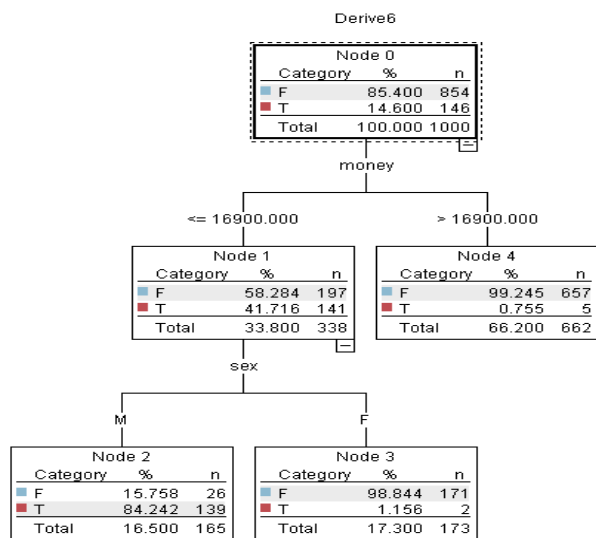 Derive6
Node 0
Category % n
F 85.400 854
T 14.600 146
Total 100.000 1000
money
<= 16900.000
> 16900.000
Node 1
Category % n
F 58.284 197
T 41.716 141
Total 33.800 338
Node 4
Category % n
F 99.245 657
T 0.755 5
Total 66.200 662
sex
M
F
Node 2
Category % n
F 15.758 26
T 84.242 139
Total 16.500 165
Node 3
Category % n
F 98.844 171
T 1.156 2
Total 17.300 173